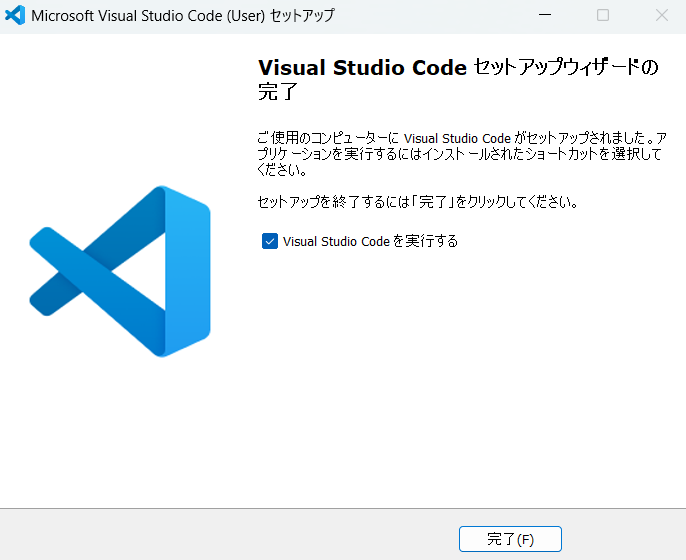 Microsoft Visual Studio Code (User) セットアップ
Visual Studio Code セットアップウィザードの
完了
ご使用のコンピューターに Visual Studio Code がセットアップされました。ア
プリケーションを実行するにはインストールされたショートカットを選択して
ください。
セットアップを終了するには「完了」をクリックしてください。
Visual Studio Code を実行する
完了(F)